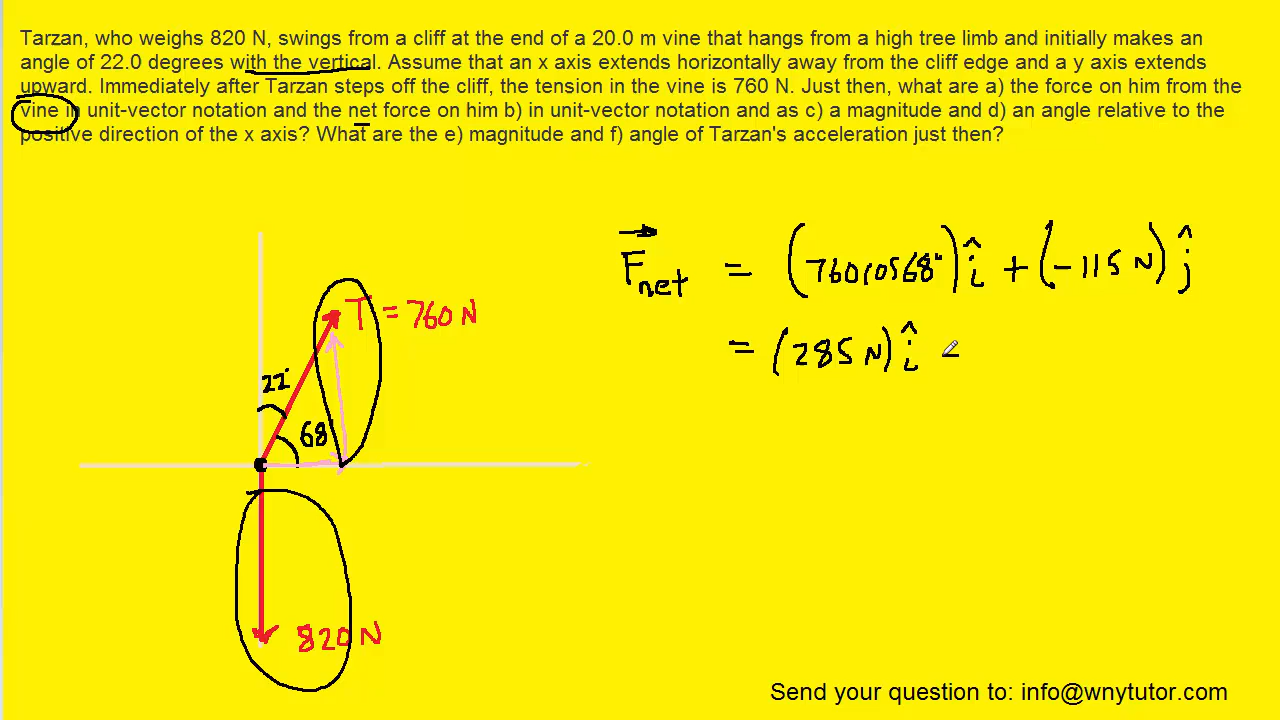 Tarzan, who weighs 820 N, swings from a cliff at the end of a 20.0 m vine that hangs from a high tree limb and initially makes an
angle of 22.0 degrees with the vertical. Assume that an x axis extends horizontally away from the cliff edge and a y axis extends
upward. Immediately after Tarzan steps off the cliff, the tension in the vine is 760 N. Just then, what are a) the force on him from the
vine in unit-vector notation and the net force on him b) in unit-vector notation and as c) a magnitude and d) an angle relative to the
positive direction of the x axis? What are the e) magnitude and f) angle of Tarzan's acceleration just then?
F⃗net = (760cos68°)î + (-115 N)ĵ
= (285 N)î
T = 760 N
22°
68
820 N
Send your question to: info@wnytutor.com